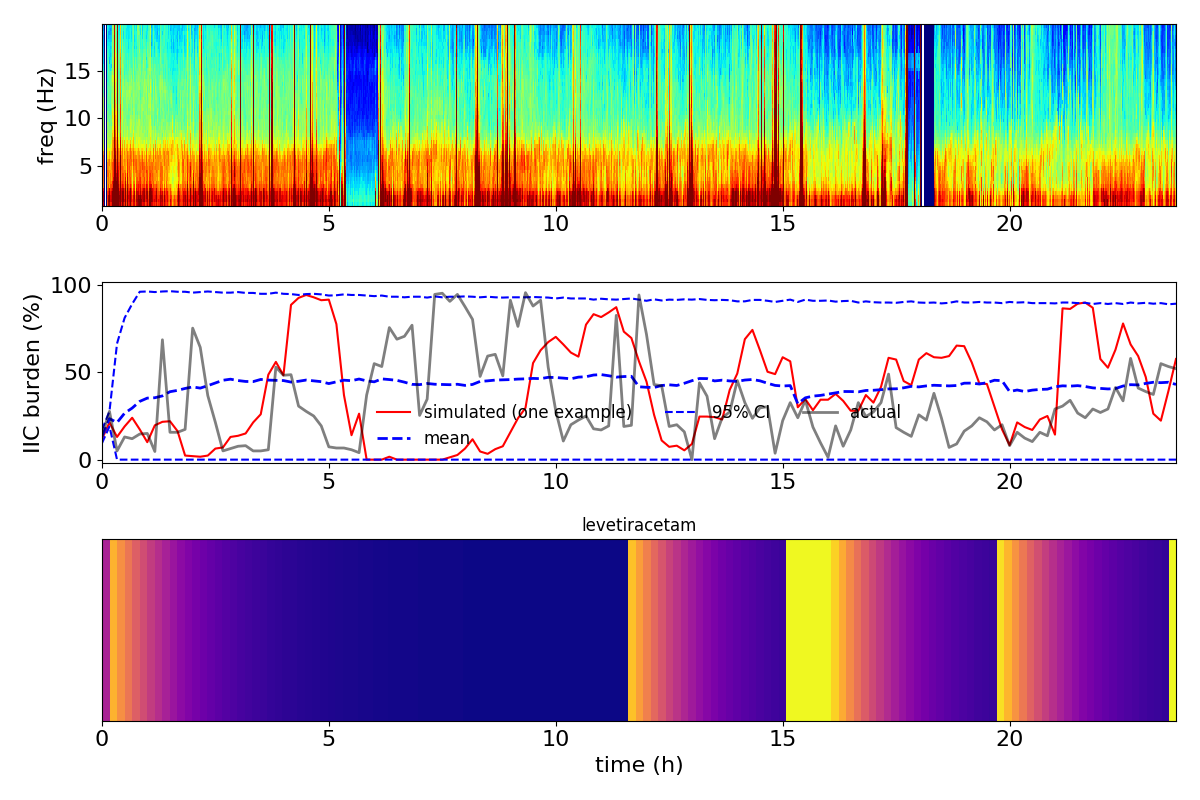 freq (Hz)
15
10
5
0 5 10 15 20
IIC burden (%)
100
50
0
simulated (one example) 95% CI actual
mean
0 5 10 15 20
levetiracetam
0 5 10 15 20
time (h)